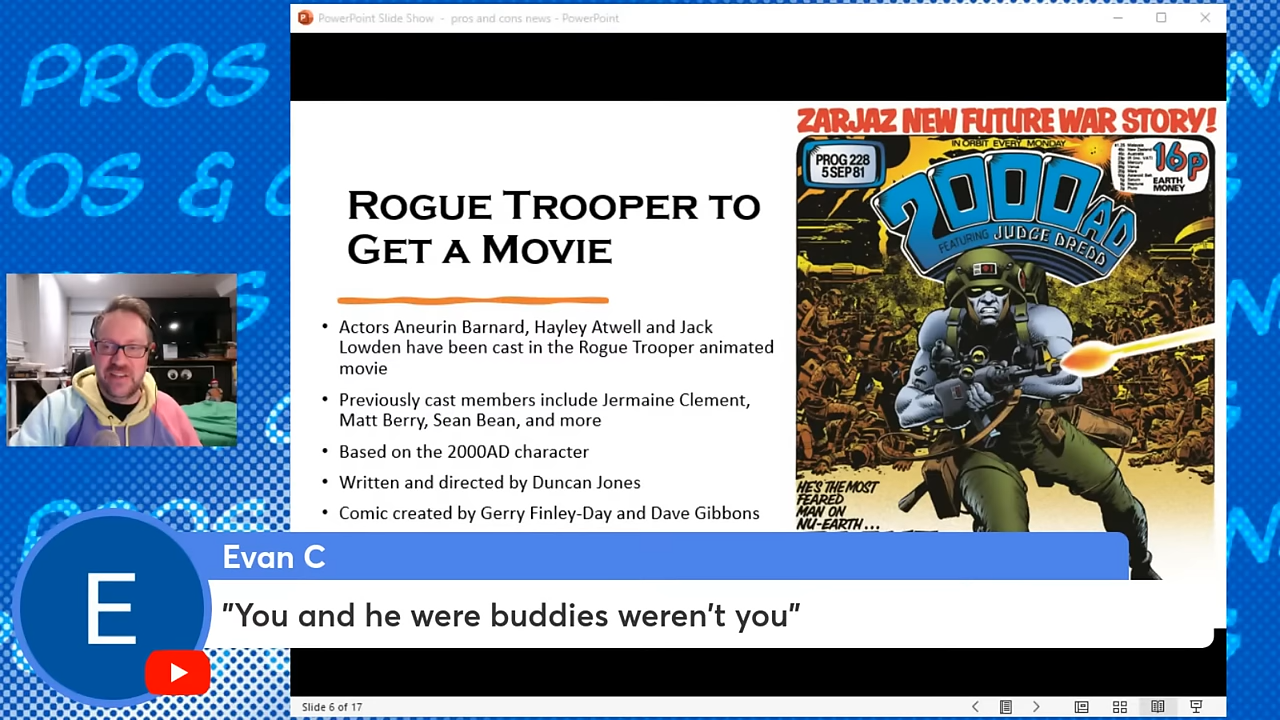 PowerPoint Slide Show - pros and cons news - PowerPoint
PROS
OS &
ZARJAZ NEW FUTURE WAR STORY!
IN ORBIT EVERY MONDAY
PROG 228
5 SEP 81
16p
EARTH
MONEY
2000AD
FEATURING JUDGE DREDD
ROGUE TROOPER TO
GET A MOVIE
• Actors Aneurin Barnard, Hayley Atwell and Jack
Lowden have been cast in the Rogue Trooper animated
movie
• Previously cast members include Jermaine Clement,
Matt Berry, Sean Bean, and more
• Based on the 2000AD character
• Written and directed by Duncan Jones
• Comic created by Gerry Finley-Day and Dave Gibbons
HE'S THE MOST
FEARED
MAN ON
NU-EARTH...
Evan C
E
"You and he were buddies weren't you"
Slide 6 of 17